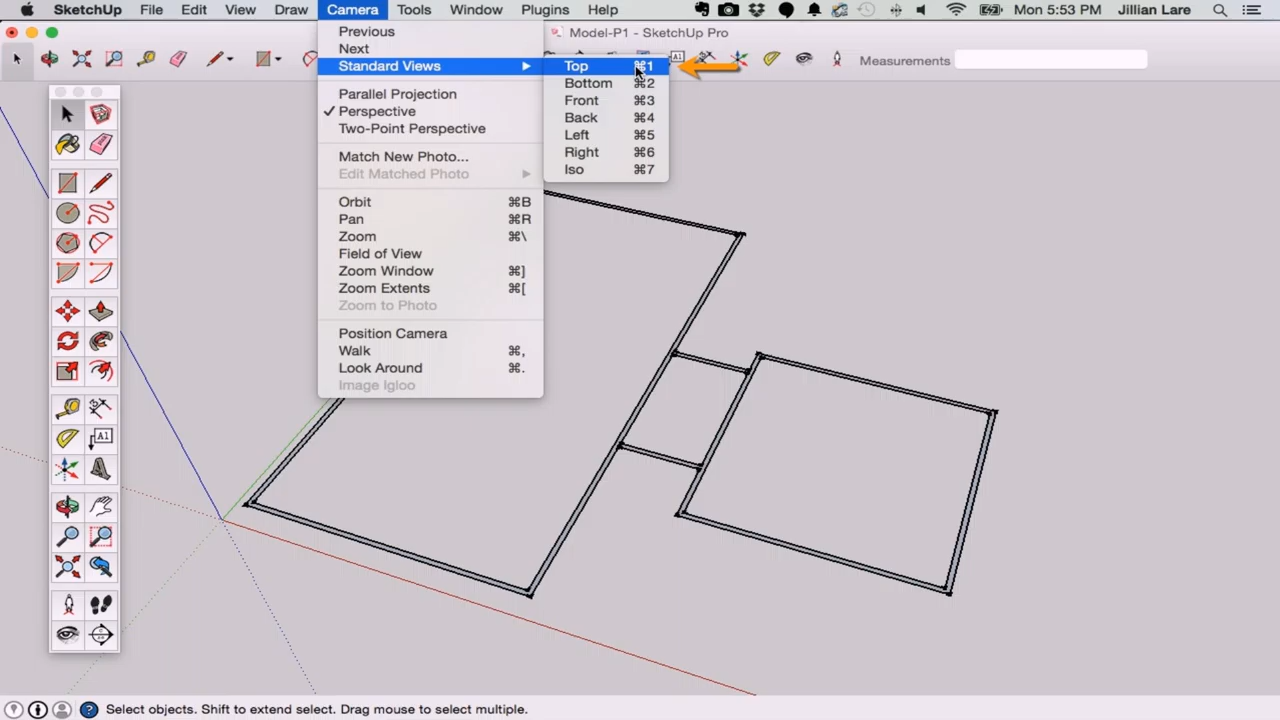 SketchUp File Edit View Draw Camera Tools Window Plugins Help Mon 5:53 PM Jillian Lare
Model-P1 - SketchUp Pro
Measurements
Previous
Next
Standard Views
Parallel Projection
✓ Perspective
Two-Point Perspective
Match New Photo...
Edit Matched Photo
Orbit ⌘B
Pan ⌘R
Zoom ⌘\
Field of View
Zoom Window ⌘]
Zoom Extents ⌘[
Zoom to Photo
Position Camera
Walk ⌘,
Look Around ⌘.
Image Igloo
Top ⌘1
Bottom ⌘2
Front ⌘3
Back ⌘4
Left ⌘5
Right ⌘6
Iso ⌘7
A1
A1
Select objects. Shift to extend select. Drag mouse to select multiple.